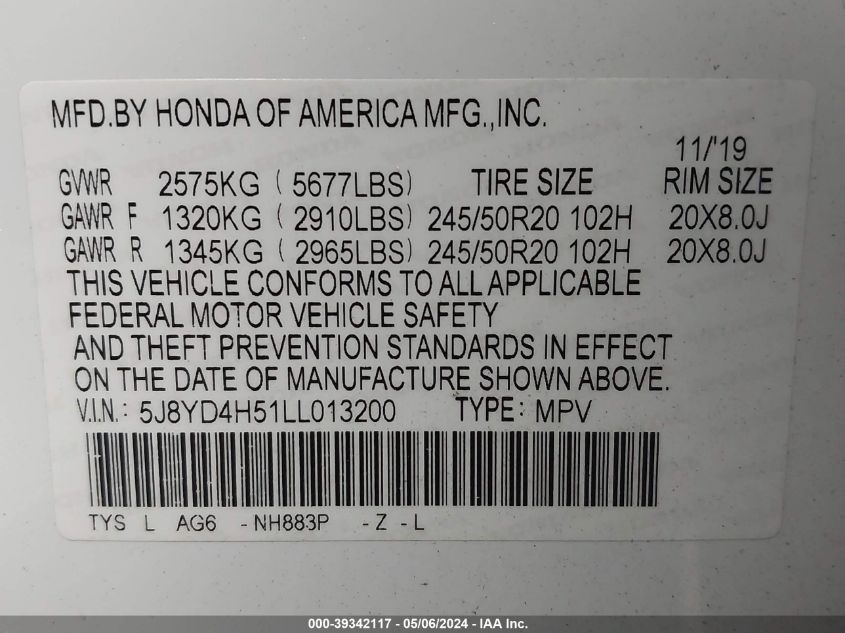 MFD.BY HONDA OF AMERICA MFG.,INC.
11/'19
GVWR 2575KG ( 5677LBS) TIRE SIZE RIM SIZE
GAWR F 1320KG ( 2910LBS) 245/50R20 102H 20X8.0J
GAWR R 1345KG ( 2965LBS) 245/50R20 102H 20X8.0J
THIS VEHICLE CONFORMS TO ALL APPLICABLE
FEDERAL MOTOR VEHICLE SAFETY
AND THEFT PREVENTION STANDARDS IN EFFECT
ON THE DATE OF MANUFACTURE SHOWN ABOVE.
V.I.N.: 5J8YD4H51LL013200 TYPE: MPV
TYS L AG6 -NH883P -Z -L
000-39342117 - 05/06/2024 - IAA Inc.